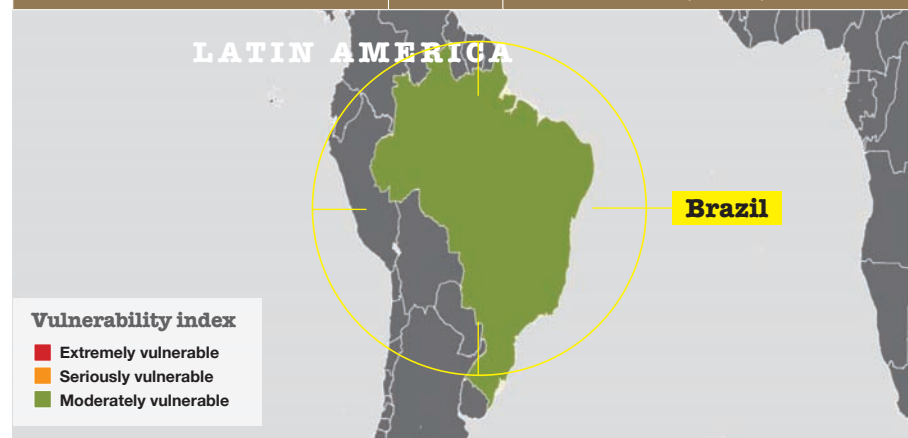 LATIN AMERICA
Brazil
Vulnerability index
Extremely vulnerable
Seriously vulnerable
Moderately vulnerable